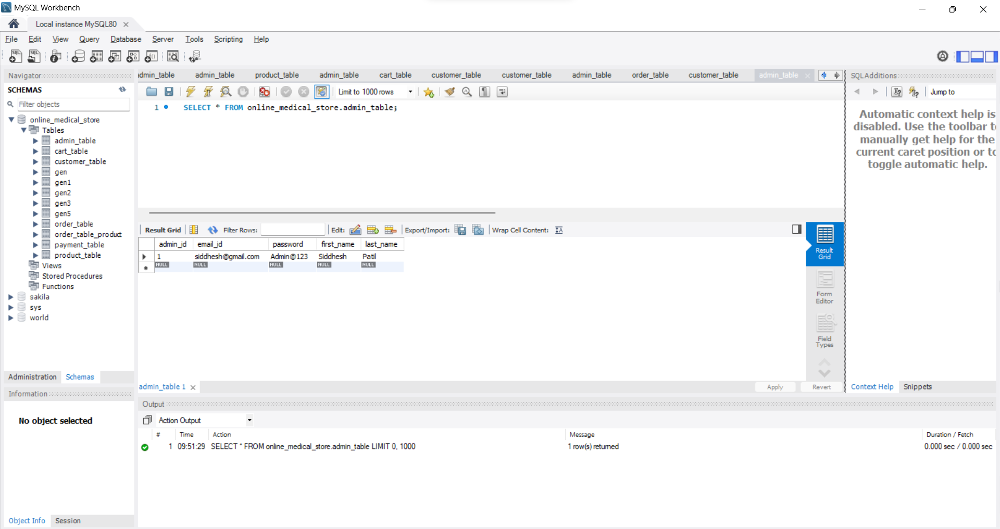 MySQL Workbench
Local instance MySQL80
File Edit View Query Database Server Tools Scripting Help
Navigator
SCHEMAS
Filter objects
online_medical_store
Tables
admin_table
cart_table
customer_table
gen
gen1
gen2
gen3
gen5
order_table
order_table_product
payment_table
product_table
Views
Stored Procedures
Functions
sakila
sys
world
Administration Schemas
Information
No object selected
Object Info Session
dmin_table admin_table product_table admin_table cart_table customer_table customer_table admin_table order_table customer_table admin_table
Limit to 1000 rows
1 SELECT * FROM online_medical_store.admin_table;
Result Grid Filter Rows: Edit: Export/Import: Wrap Cell Content:
admin_id email_id password first_name last_name
1 siddhesh@gmail.com Admin@123 Siddhesh Patil
NULL NULL NULL NULL NULL
Result
Grid
Form
Editor
Field
Types
admin_table 1
Apply Revert
SQLAdditions
Jump to
Automatic context help is
disabled. Use the toolbar t
manually get help for the
current caret position or to
toggle automatic help.
Context Help Snippets
Output
Action Output
# Time Action Message Duration / Fetch
1 09:51:29 SELECT * FROM online_medical_store.admin_table LIMIT 0, 1000 1 row(s) returned 0.000 sec / 0.000 sec